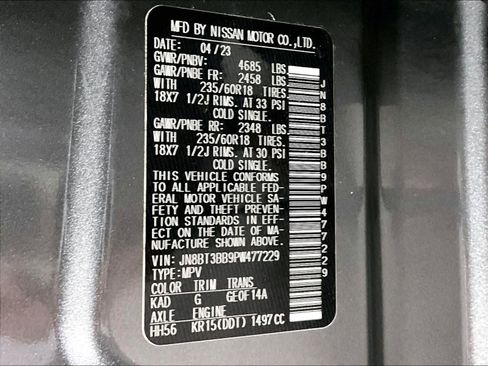 MFD BY NISSAN MOTOR CO.,LTD.
DATE: 04/23
GVWR/PNBV: 4685 LBS
GAWR/PNBE FR: 2458 LBS
WITH 235/60R18 TIRES.
18X7 1/2J RIMS. AT 33 PSI
COLD SINGLE.
GAWR/PNBE RR: 2348 LBS
WITH 235/60R18 TIRES.
18X7 1/2J RIMS. AT 30 PSI
COLD SINGLE.
THIS VEHICLE CONFORMS
TO ALL APPLICABLE FED-
ERAL MOTOR VEHICLE SA-
FETY AND THEFT PREVEN-
TION STANDARDS IN EFF-
ECT ON THE DATE OF MA-
NUFACTURE SHOWN ABOVE.
VIN: JN8BT3BB9PW477229
TYPE:MPV
COLOR TRIM TRANS
KAD G GE0F14A
AXLE ENGINE
HH56 KR15(DDT) 1497CC
JN8BT3BB9PW477229